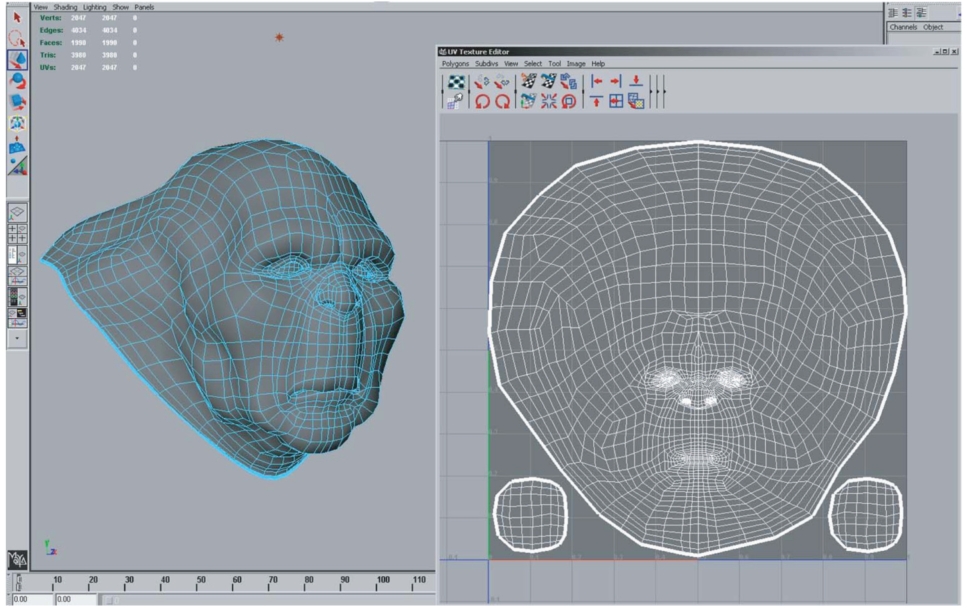 View Shading Lighting Show Panels
Verts: 2047 2047 0
Edges: 4034 4034 0
Faces: 1990 1990 0
Tris: 3980 3980 0
UVs: 2047 2047 0
Channels Object
UV Texture Editor
Polygons Subdivs View Select Tool Image Help
10 20 30 40 50 60 70 80 90 100 110
0.00 0.00